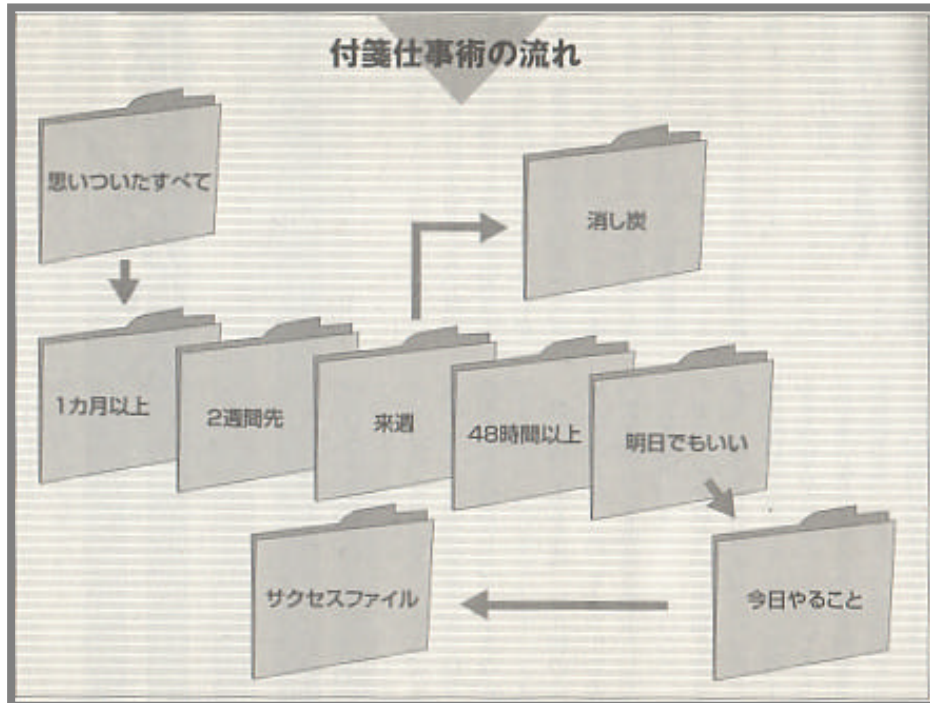 付箋仕事術の流れ
思いついたすべて
消し炭
1カ月以上
2週間先
来週
48時間以上
明日でもいい
サクセスファイル
今日やること